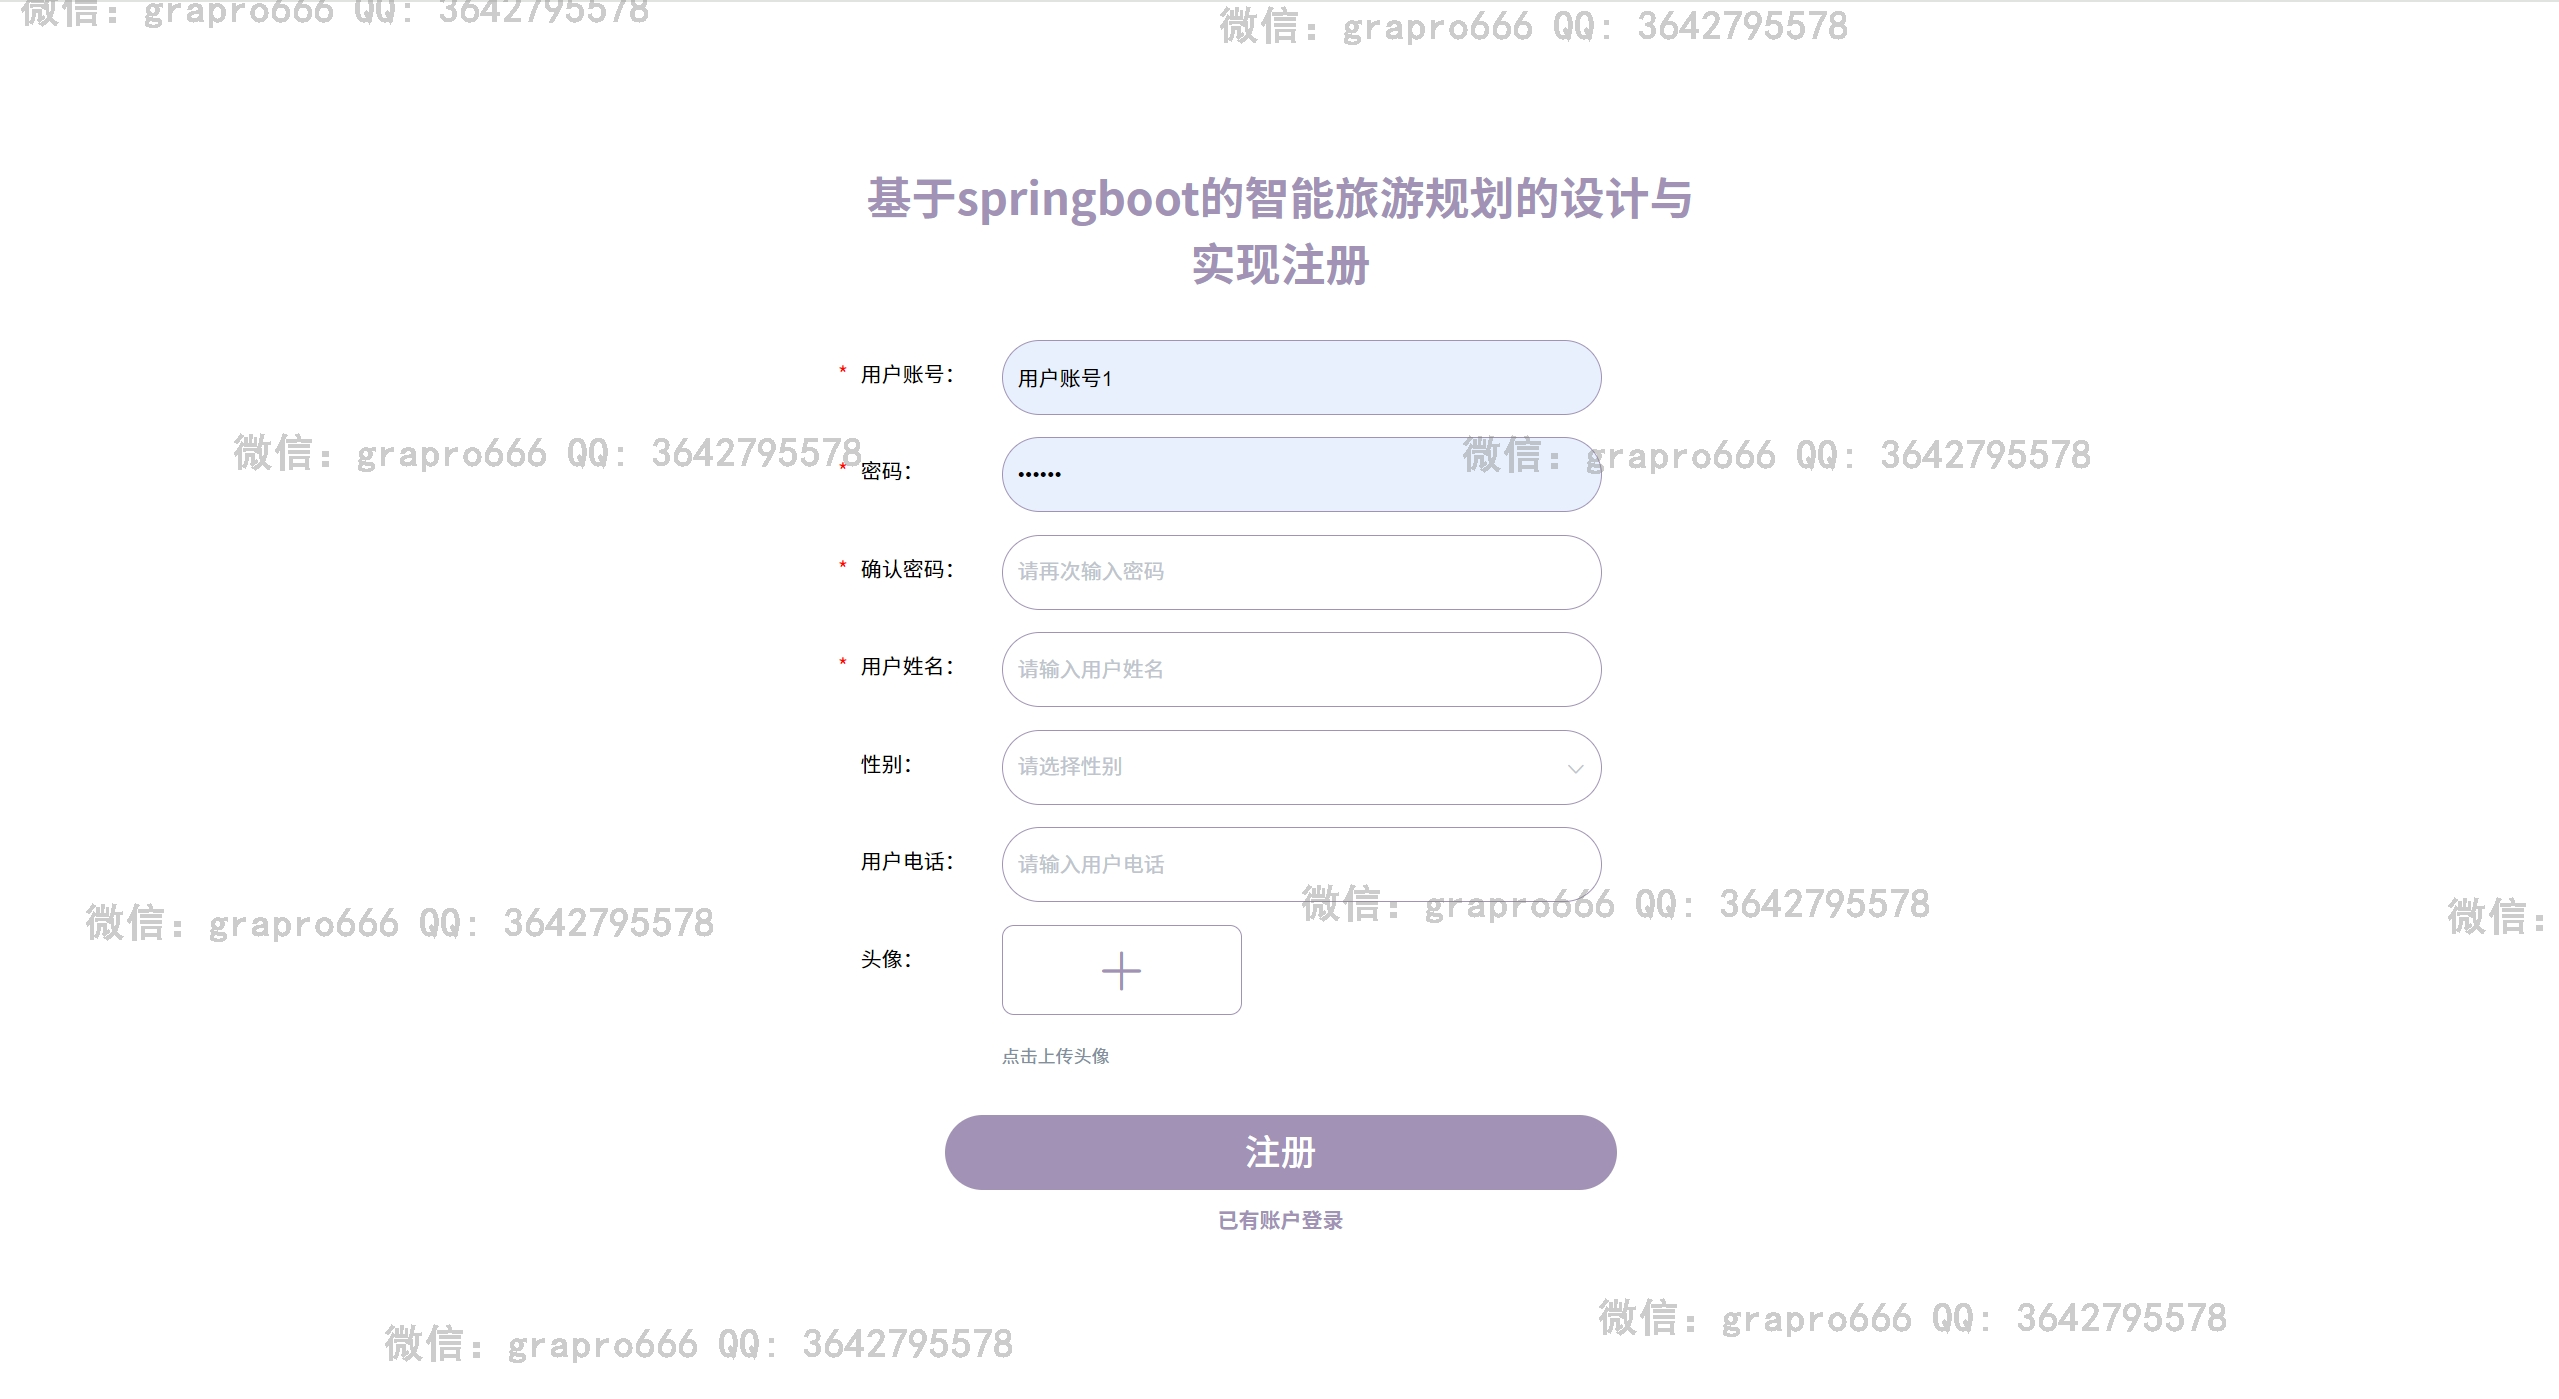 微信: grapro666 QQ: 3642795578
微信: grapro666 QQ: 3642795578
基于springboot的智能旅游规划的设计与
实现注册
* 用户账号: 用户账号1
微信: grapro666 QQ: 3642795578
微信: grapro666 QQ: 3642795578
* 密码: ••••••
* 确认密码: 请再次输入密码
* 用户姓名: 请输入用户姓名
性别: 请选择性别
用户电话: 请输入用户电话
微信: grapro666 QQ: 3642795578
微信: grapro666 QQ: 3642795578
微信:
头像:
点击上传头像
注册
已有账户登录
微信: grapro666 QQ: 3642795578
微信: grapro666 QQ: 3642795578